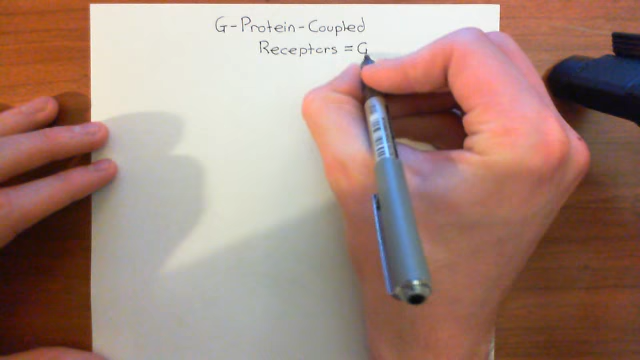 G-Protein-Coupled
Receptors = G